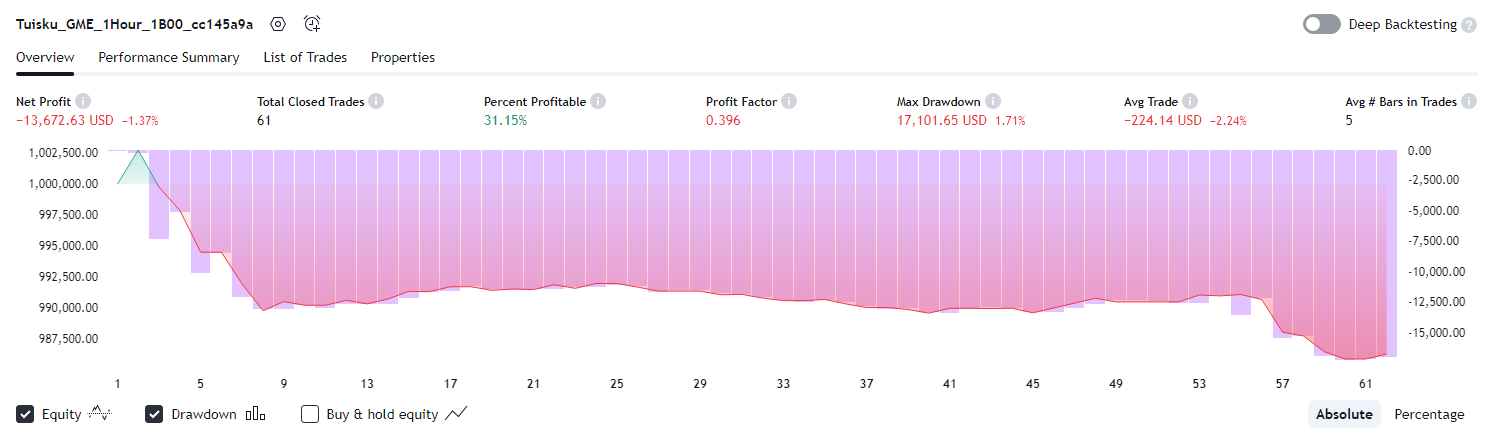 Tuisku_GME_1Hour_1B00_cc145a9a Deep Backtesting ?
Overview Performance Summary List of Trades Properties
Net Profit i Total Closed Trades i Percent Profitable i Profit Factor i Max Drawdown i Avg Trade i Avg # Bars in Trades i
−13,672.63 USD −1.37% 61 31.15% 0.396 17,101.65 USD 1.71% −224.14 USD −2.24% 5
1,002,500.00 0.00
1,000,000.00 -2,500.00
997,500.00 -5,000.00
995,000.00 -7,500.00
992,500.00 -10,000.00
990,000.00 -12,500.00
987,500.00 -15,000.00
1 5 9 13 17 21 25 29 33 37 41 45 49 53 57 61
Equity Drawdown Buy & hold equity Absolute Percentage